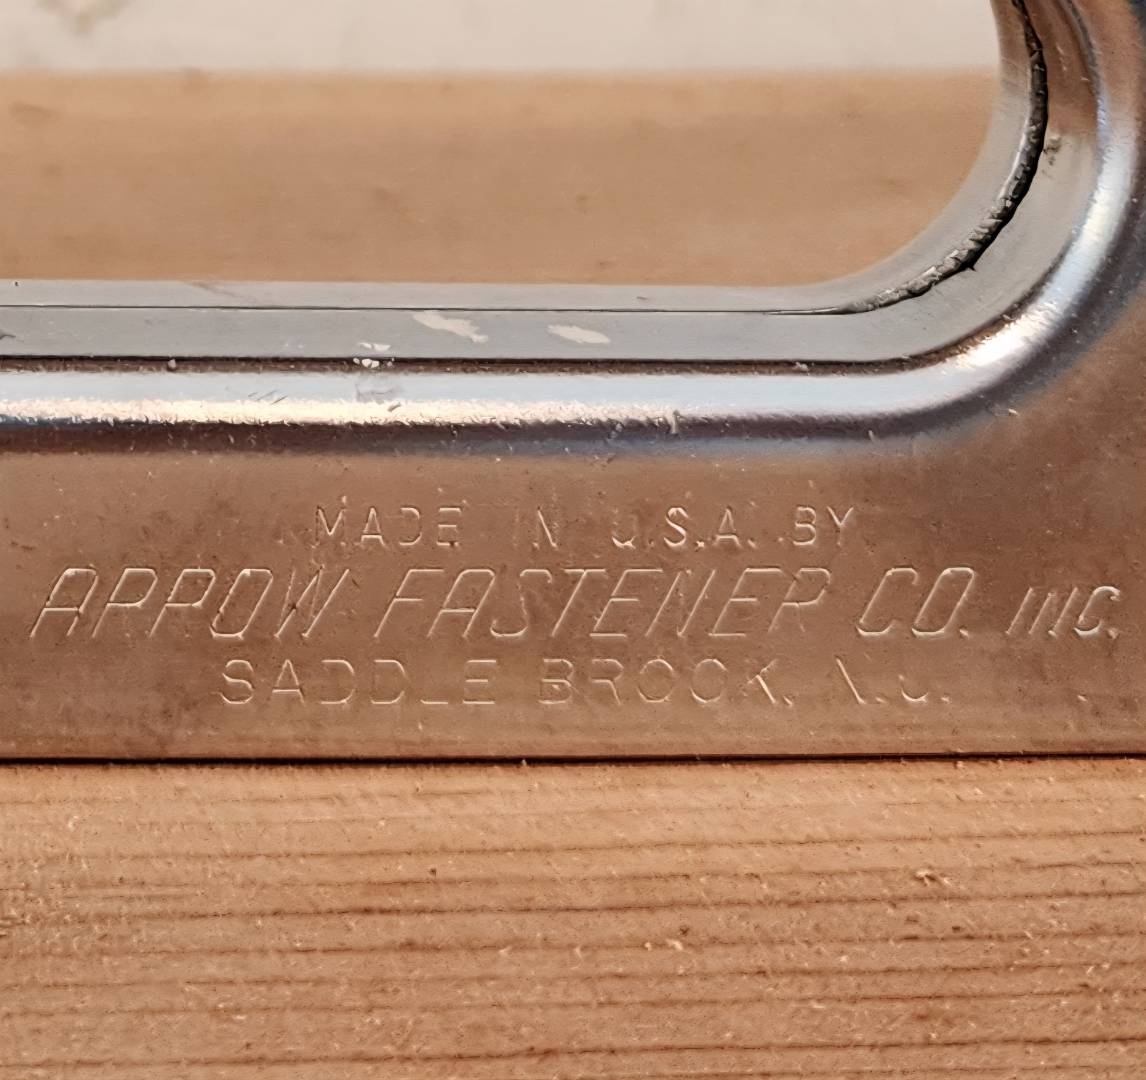 MADE IN U.S.A. BY
ARROW FASTENER CO. INC.
SADDLE BROOK, N.J.